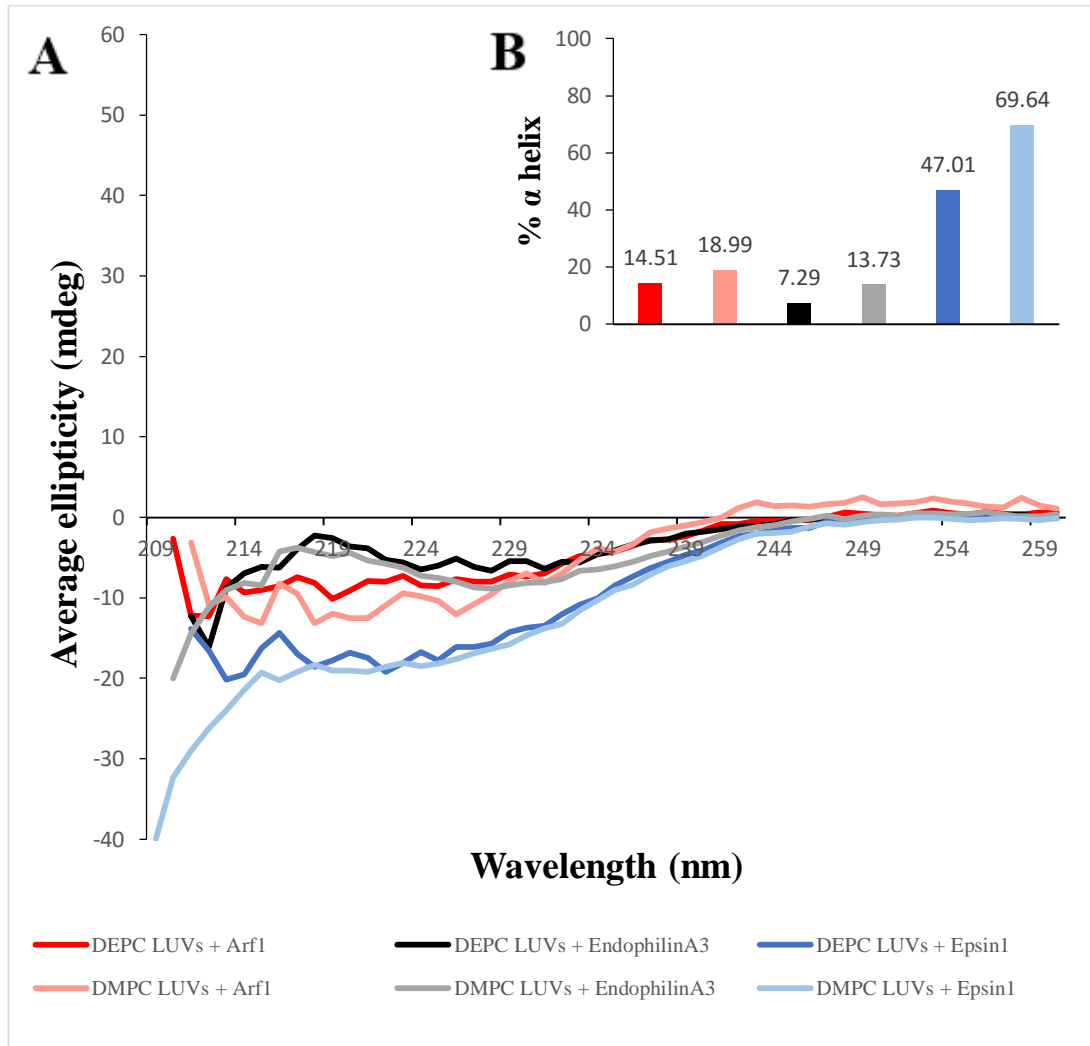 A
60
50
40
30
20
10
0
-10
-20
-30
-40
Average ellipticity (mdeg)
209 214 219 224 229 234 239 244 249 254 259
Wavelength (nm)
B
100
80
60
40
20
0
% α helix
14.51
18.99
7.29
13.73
47.01
69.64
DEPC LUVs + Arf1
DEPC LUVs + EndophilinA3
DEPC LUVs + Epsin1
DMPC LUVs + Arf1
DMPC LUVs + EndophilinA3
DMPC LUVs + Epsin1